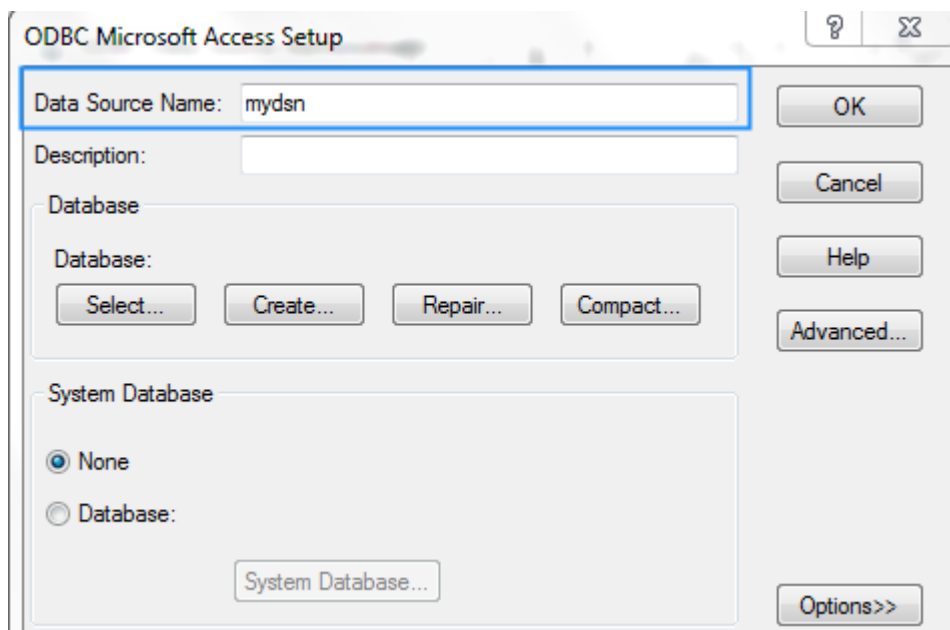 ODBC Microsoft Access Setup
Data Source Name: mydsn
OK
Description:
Cancel
Database
Database:
Help
Select... Create... Repair... Compact...
Advanced...
System Database
None
Database:
System Database...
Options>>